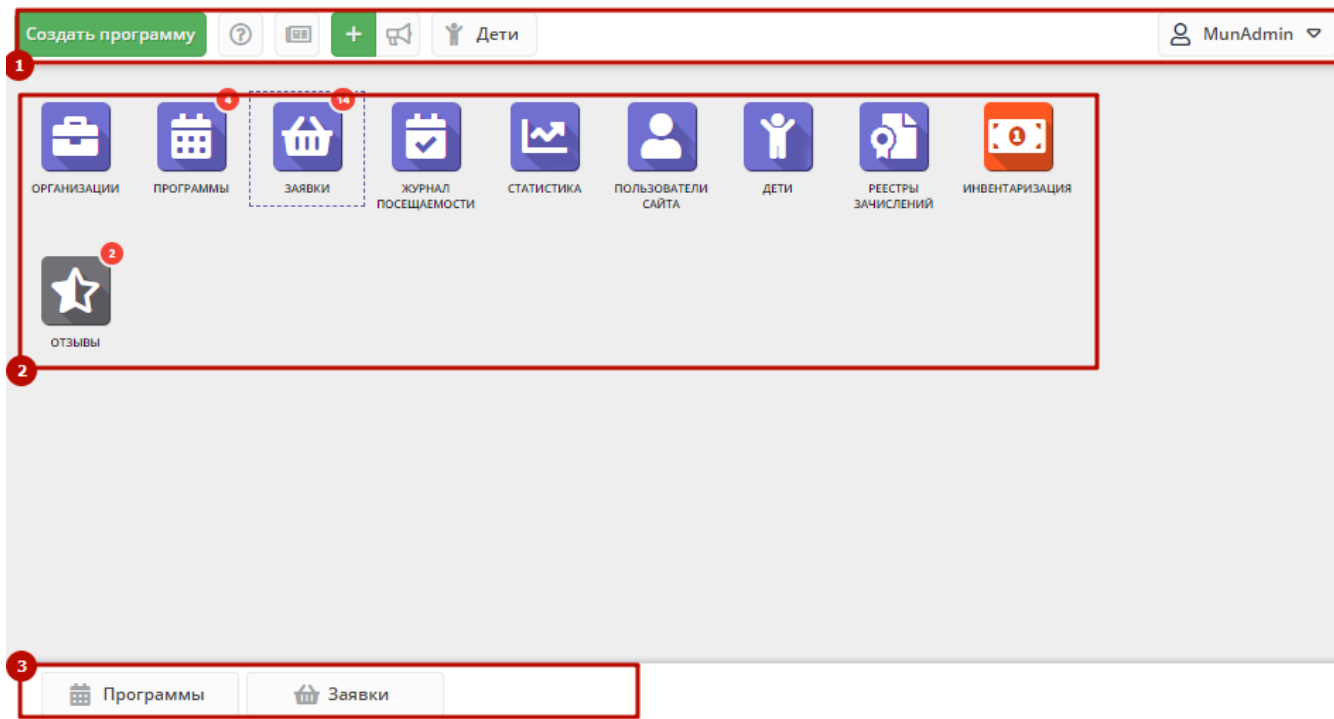 Создать программу
+
Дети
MunAdmin
1
4
14
1
ОРГАНИЗАЦИИ
ПРОГРАММЫ
ЗАЯВКИ
ЖУРНАЛ
ПОСЕЩАЕМОСТИ
СТАТИСТИКА
ПОЛЬЗОВАТЕЛИ
САЙТА
ДЕТИ
РЕЕСТРЫ
ЗАЧИСЛЕНИЙ
ИНВЕНТАРИЗАЦИЯ
2
ОТЗЫВЫ
2
3
Программы
Заявки